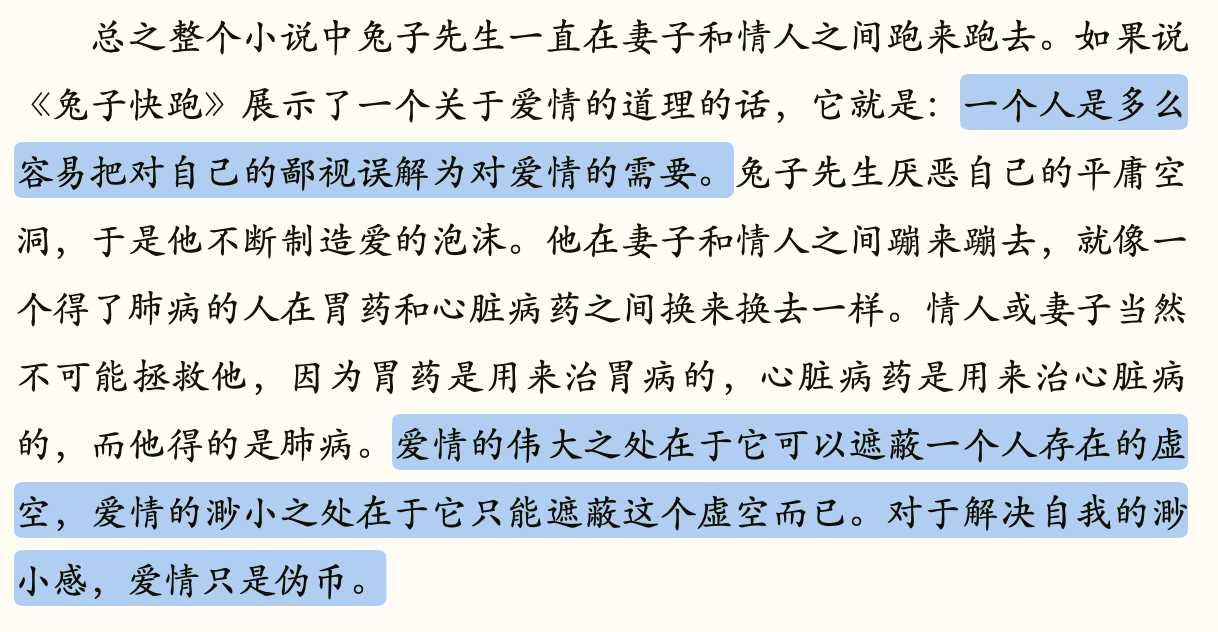 总之整个小说中兔子先生一直在妻子和情人之间跑来跑去。如果说
《兔子快跑》展示了一个关于爱情的道理的话，它就是：一个人是多么
容易把对自己的鄙视误解为对爱情的需要。兔子先生厌恶自己的平庸空
洞，于是他不断制造爱的泡沫。他在妻子和情人之间蹦来蹦去，就像一
个得了肺病的人在胃药和心脏病药之间换来换去一样。情人或妻子当然
不可能拯救他，因为胃药是用来治胃病的，心脏病药是用来治心脏病
的，而他得的是肺病。爱情的伟大之处在于它可以遮蔽一个人存在的虚
空，爱情的渺小之处在于它只能遮蔽这个虚空而已。对于解决自我的渺
小感，爱情只是伪币。